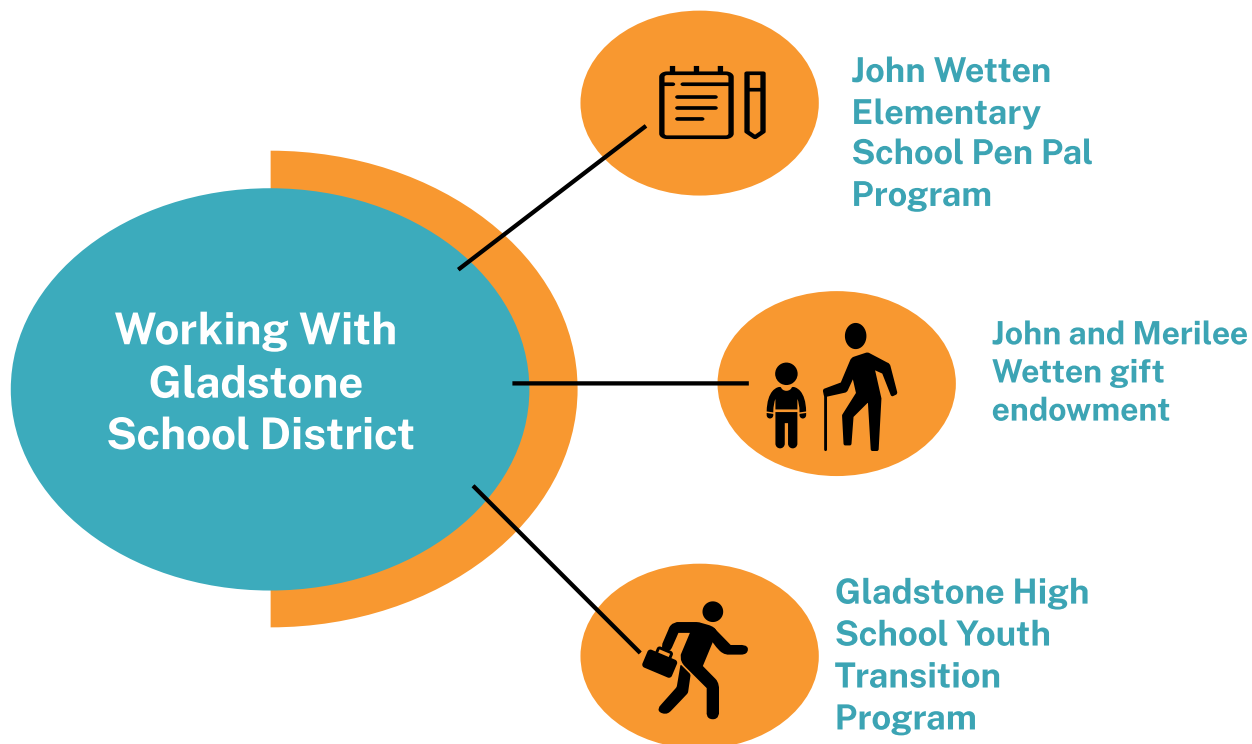 Working With
Gladstone
School District
John Wetten
Elementary
School Pen Pal
Program
John and Merilee
Wetten gift
endowment
Gladstone High
School Youth
Transition
Program